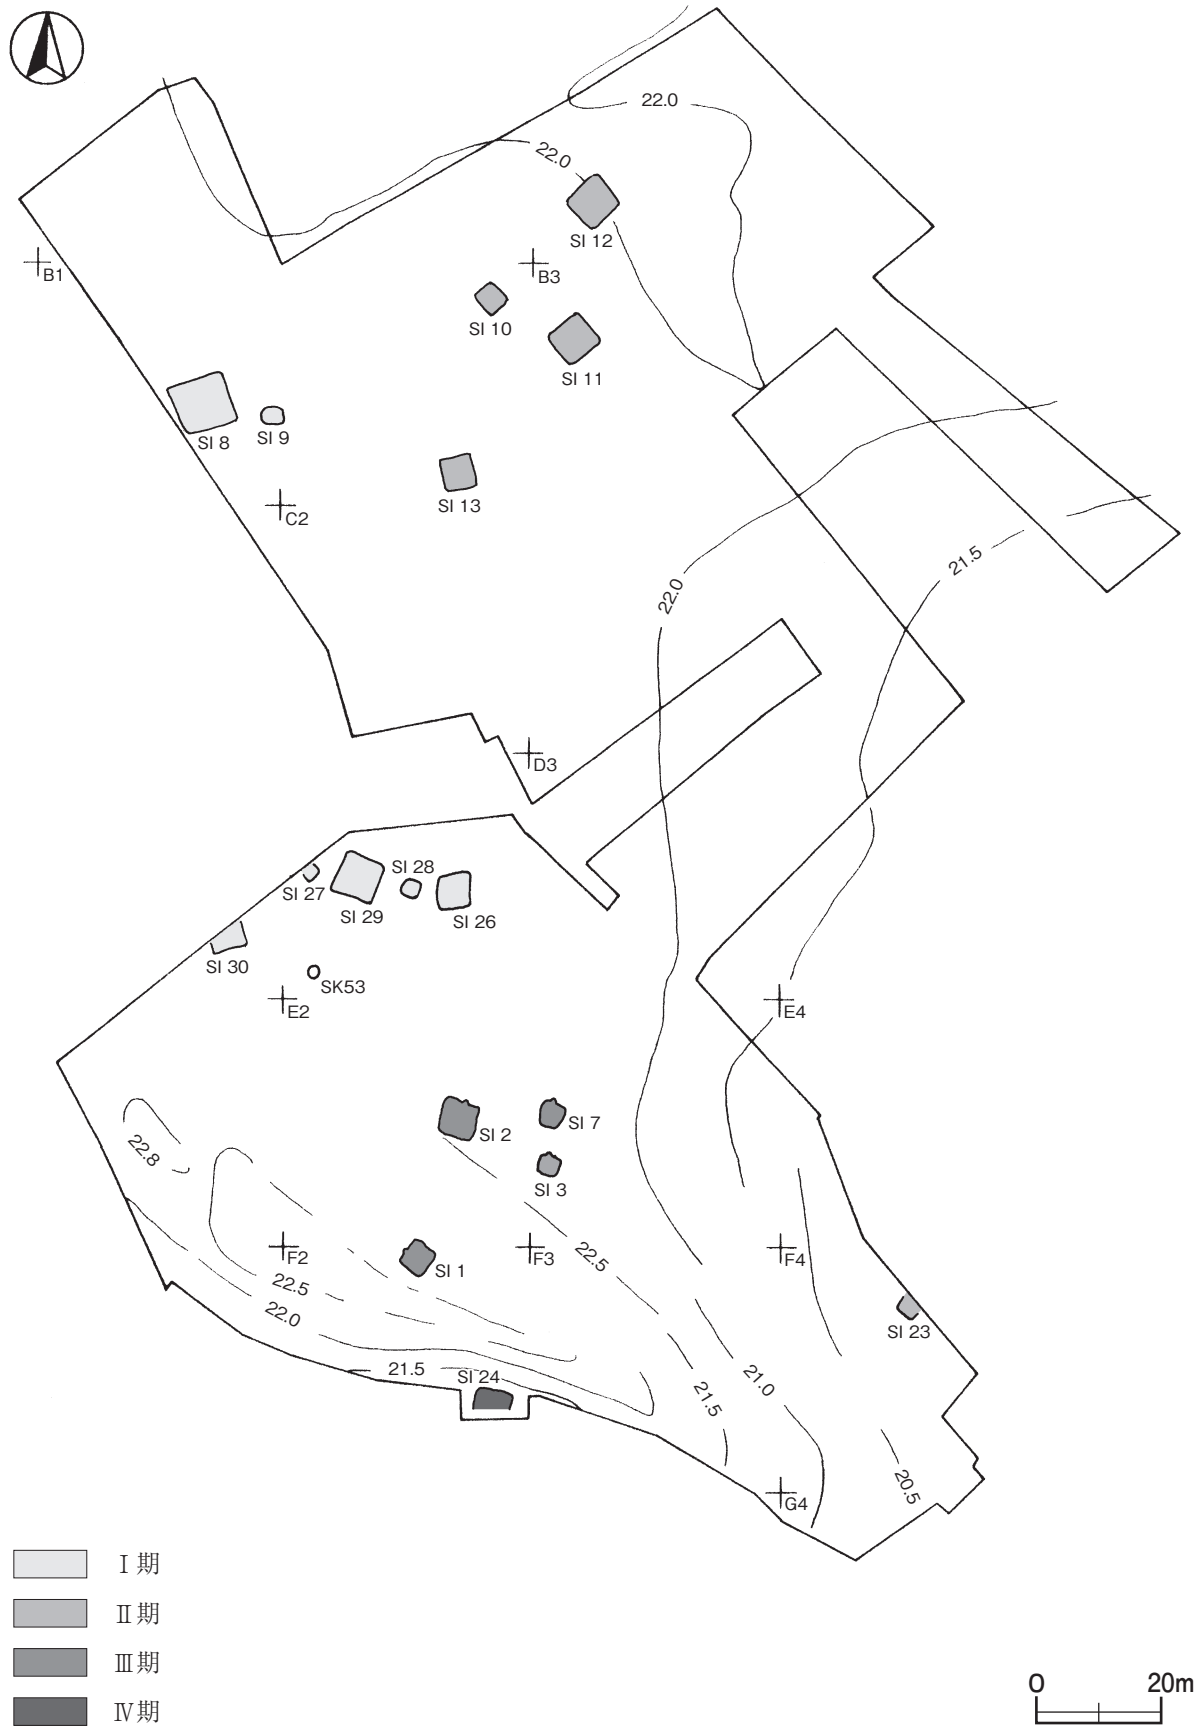 22.0
22.0
SI 12
B1
B3
SI 10
SI 11
SI 8
SI 9
SI 13
C2
21.5
22.0
D3
SI 28
SI 27
SI 29
SI 26
SI 30
SK53
E2
E4
SI 2
SI 7
22.8
SI 3
F2
SI 1
F3
22.5
F4
22.5
22.0
SI 23
21.5
SI 24
21.0
21.5
20.5
G4
Ⅰ期
Ⅱ期
Ⅲ期
Ⅳ期
0 20m